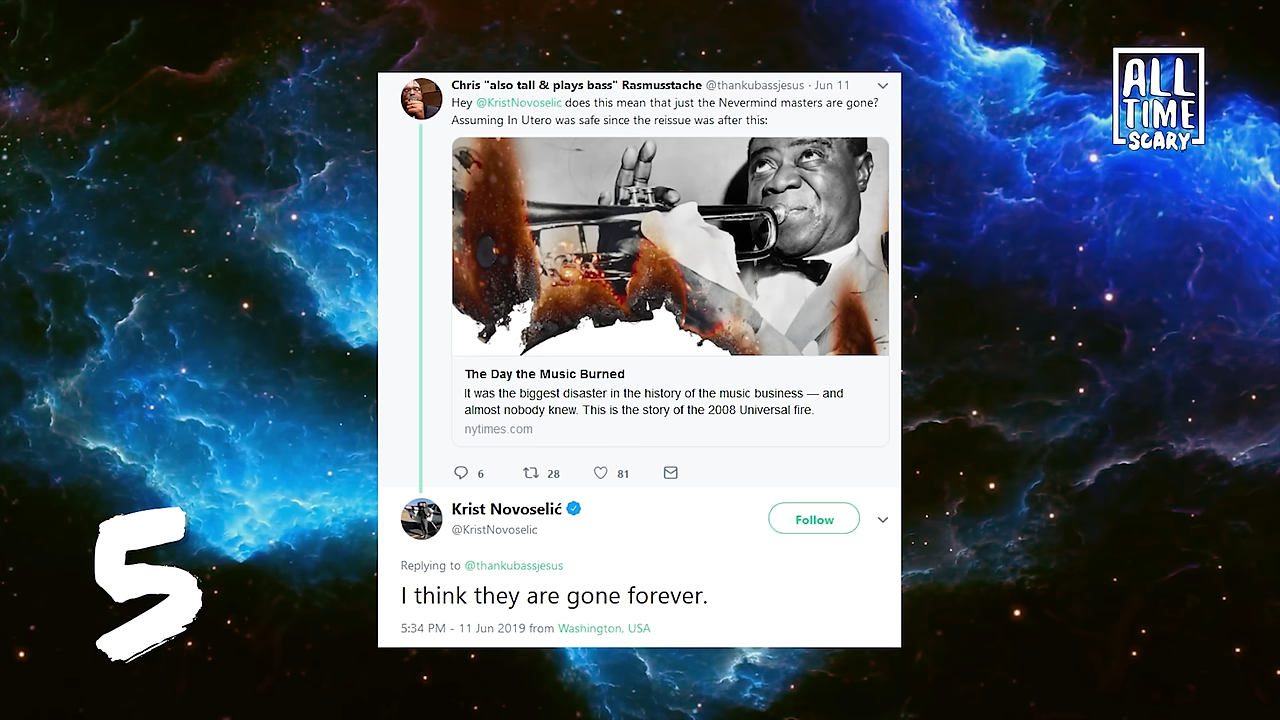 ALL
TIME
SCARY
Chris "also tall & plays bass" Rasmusstache @thankubassjesus · Jun 11
Hey @KristNovoselic does this mean that just the Nevermind masters are gone?
Assuming In Utero was safe since the reissue was after this:
The Day the Music Burned
It was the biggest disaster in the history of the music business — and
almost nobody knew. This is the story of the 2008 Universal fire.
nytimes.com
6 28 81
Krist Novoselić
@KristNovoselic
Follow
Replying to @thankubassjesus
I think they are gone forever.
5:34 PM - 11 Jun 2019 from Washington, USA
5